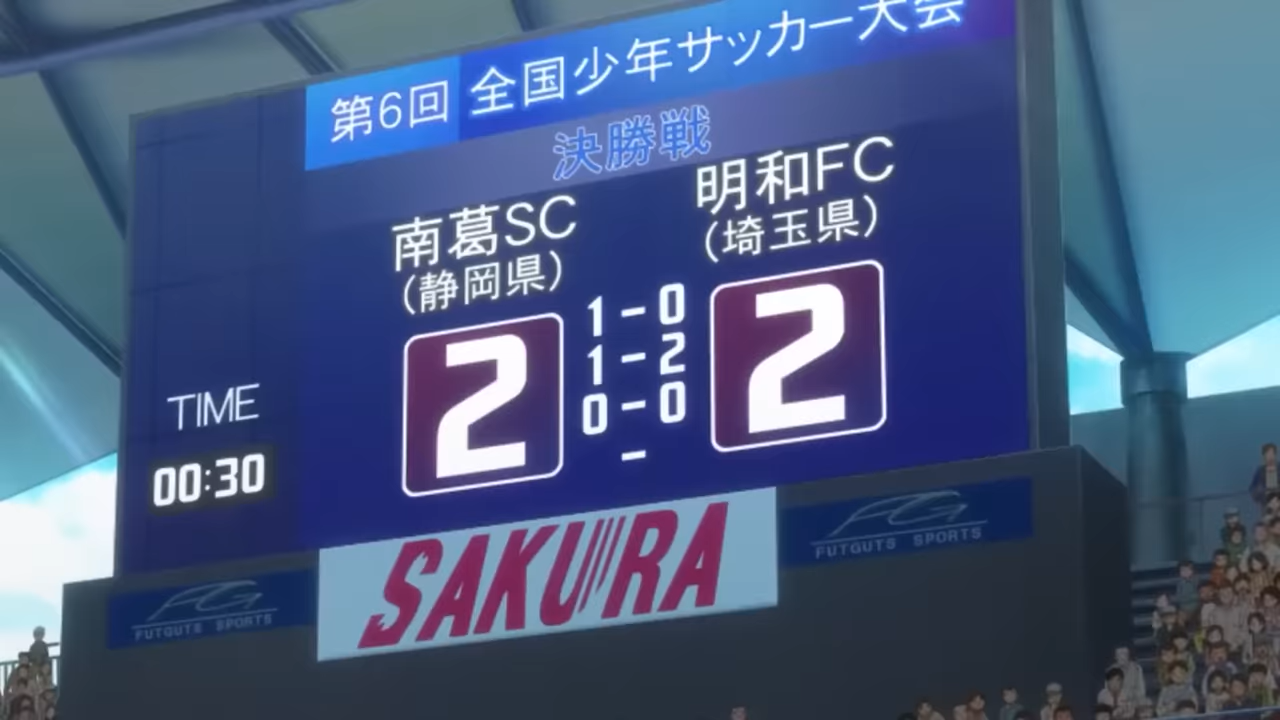 第6回 全国少年サッカー大会
決勝戦
南葛SC
(静岡県)
明和FC
(埼玉県)
2
1-0
1-2
0-0
-
2
TIME
00:30
SAKURA
FG
FUTGUTS SPORTS
FG
FUTGUTS SPORTS